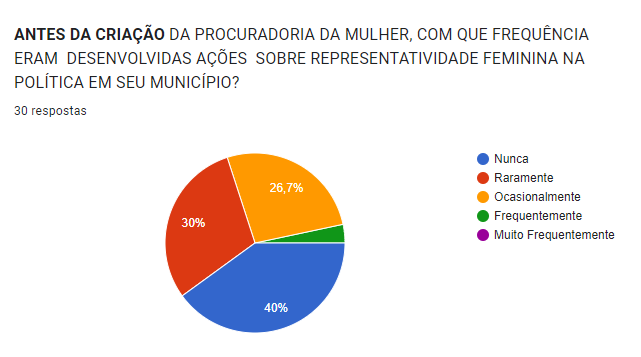 ANTES DA CRIAÇÃO DA PROCURADORIA DA MULHER, COM QUE FREQUÊNCIA
ERAM DESENVOLVIDAS AÇÕES SOBRE REPRESENTATIVIDADE FEMININA NA
POLÍTICA EM SEU MUNICÍPIO?
30 respostas
Nunca
Raramente
Ocasionalmente
Frequentemente
Muito Frequentemente
26,7%
30%
40%